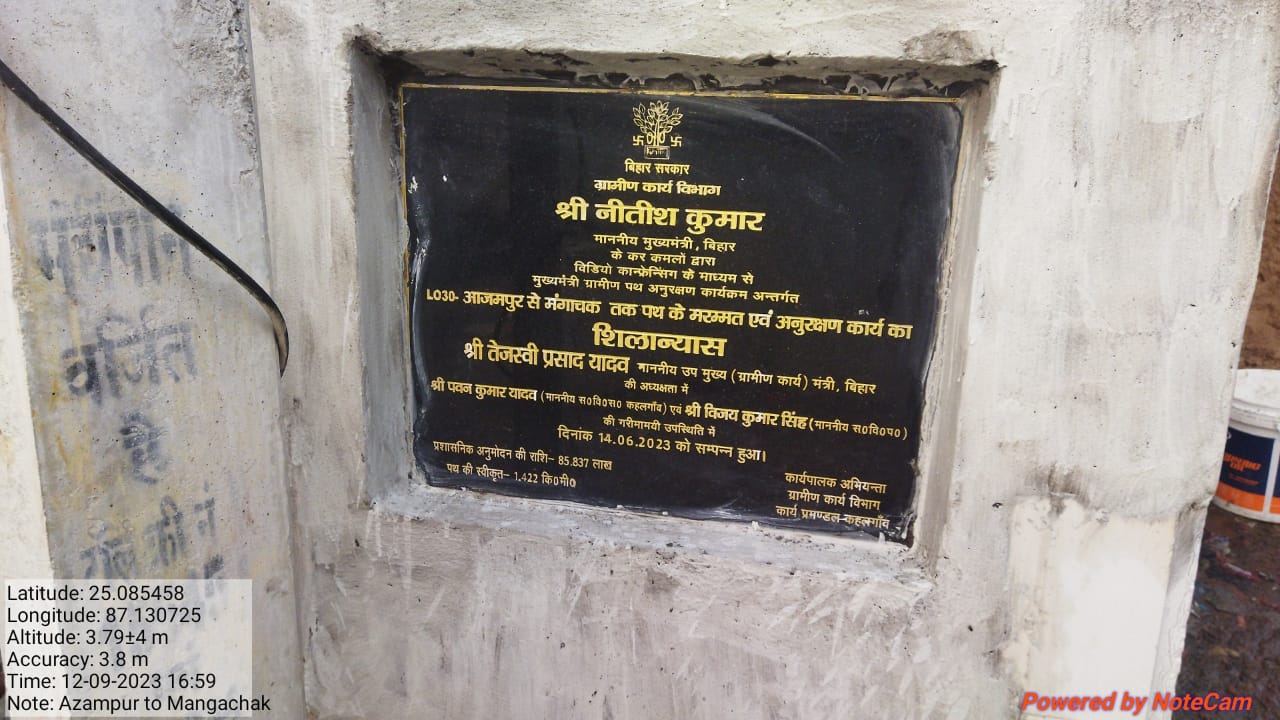 बिहार सरकार
ग्रामीण कार्य विभाग
श्री नीतीश कुमार
माननीय मुख्यमंत्री, बिहार
के कर कमलों द्वारा
विडियो कान्फ्रेन्सिंग के माध्यम से
मुख्यमंत्री ग्रामीण पथ अनुरक्षण कार्यक्रम अन्तर्गत
LO30- आजमपुर से मंगाचक तक पथ के मरम्मत एवं अनुरक्षण कार्य का
शिलान्यास
श्री तेजस्वी प्रसाद यादव माननीय उप मुख्य (ग्रामीण कार्य) मंत्री, बिहार
की अध्यक्षता में
श्री पवन कुमार यादव (माननीय स०वि०स० कहलगाँव) एवं श्री विजय कुमार सिंह (माननीय स०वि०प०)
की गरीमामयी उपस्थिति में
दिनांक 14.06.2023 को सम्पन्न हुआ।
प्रशासनिक अनुमोदन की राशि- 85.837 लाख
पथ की स्वीकृत- 1.422 कि०मी०
कार्यपालक अभियन्ता
ग्रामीण कार्य विभाग
कार्य प्रमण्डल कहलगाँव
वर्जित
है
Latitude: 25.085458
Longitude: 87.130725
Altitude: 3.79±4 m
Accuracy: 3.8 m
Time: 12-09-2023 16:59
Note: Azampur to Mangachak
Powered by NoteCam